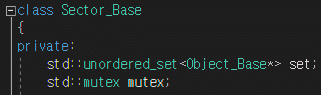 class Sector_Base
{
private:
std::unordered_set<Object_Base*> set;
std::mutex mutex;